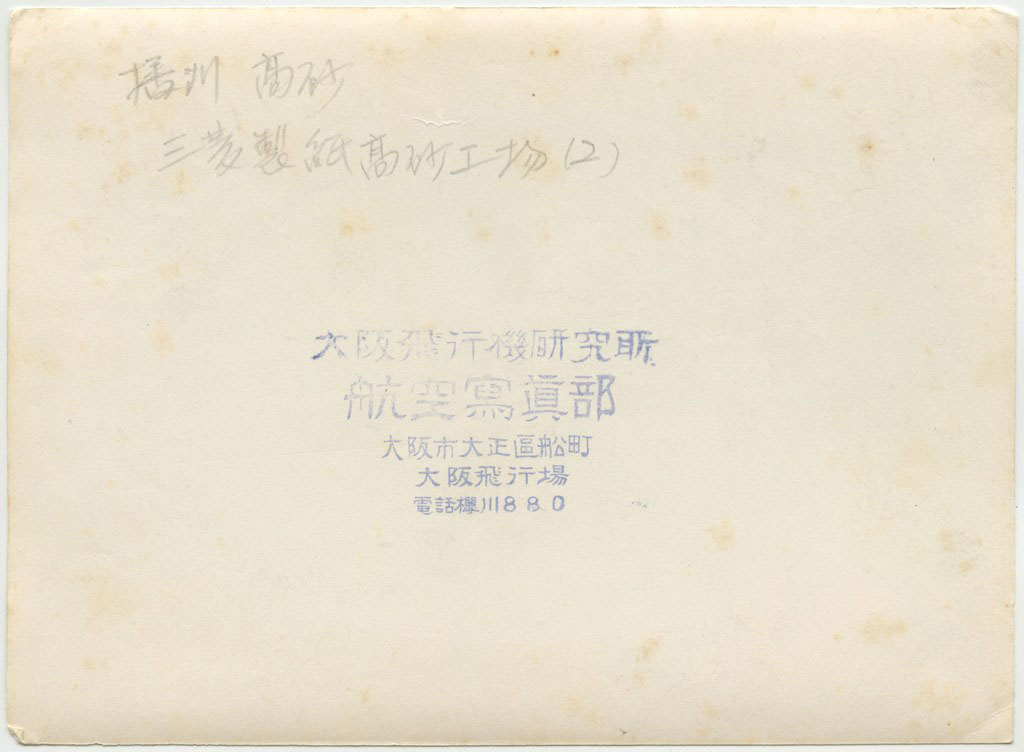 播州 高砂
三菱製紙高砂工場(2)
大阪飛行機研究所
航空寫眞部
大阪市大正區船町
大阪飛行場
電話櫻川880